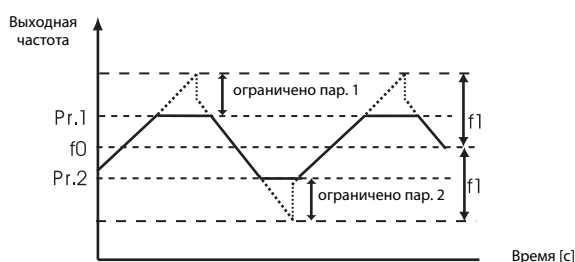 Выходная
частота
ограничено пар. 1
Pr.1
f1
f0
Pr.2
f1
ограничено пар. 2
Время [c]